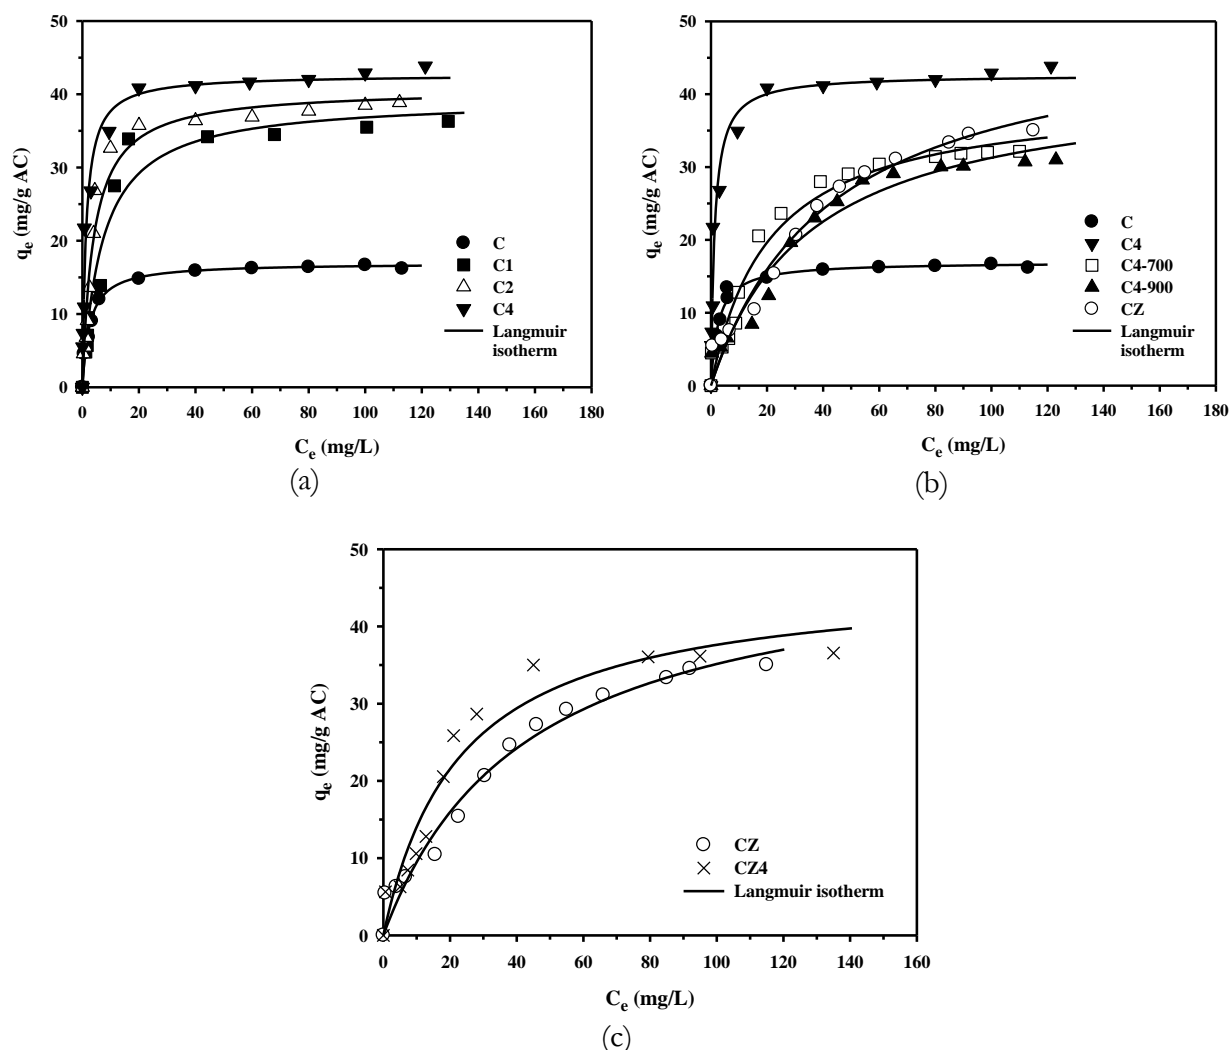 50
40
30
20
10
0
qe (mg/g AC)
C
C1
C2
C4
Langmuir
isotherm
0 20 40 60 80 100 120 140 160 180
Ce (mg/L)
(a)
50
40
30
20
10
0
qe (mg/g AC)
C
C4
C4-700
C4-900
CZ
Langmuir
isotherm
0 20 40 60 80 100 120 140 160 180
Ce (mg/L)
(b)
50
40
30
20
10
0
qe (mg/g AC)
CZ
CZ4
Langmuir isotherm
0 20 40 60 80 100 120 140 160
Ce (mg/L)
(c)